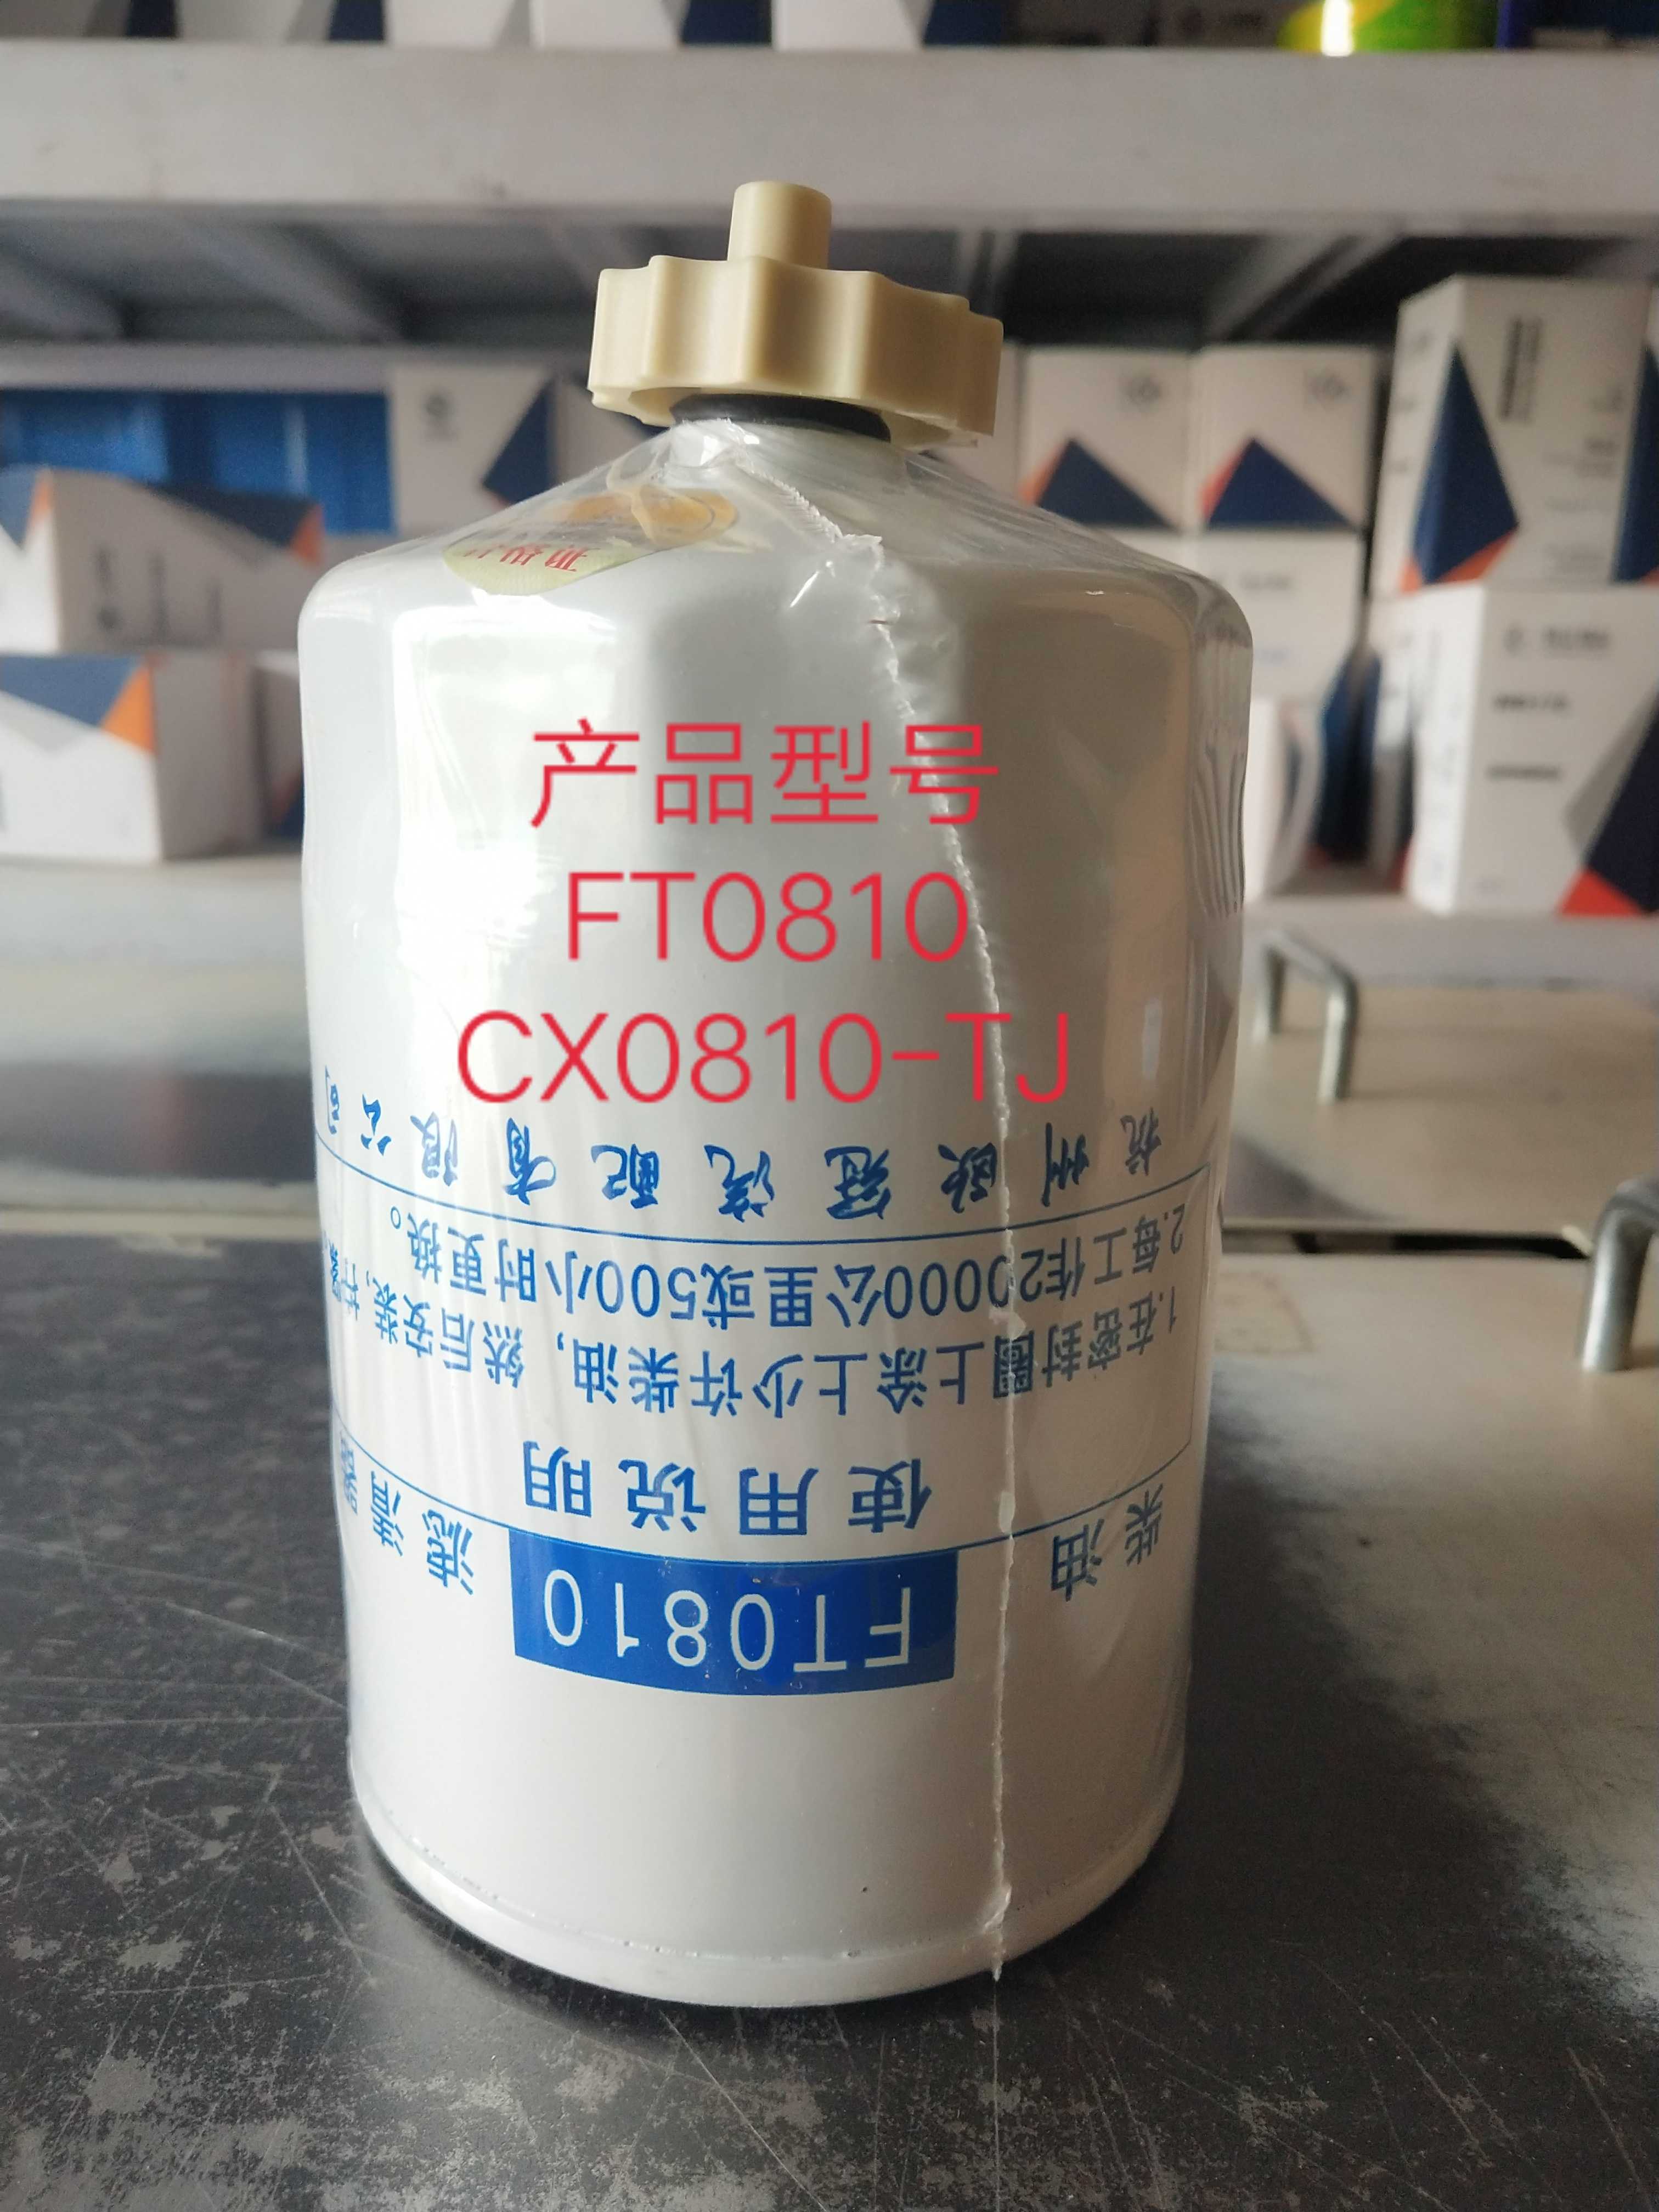 产品型号
FT0810
CX0810-TJ
合格证
柴油
FT0810
滤清器
使用说明
1.在密封圈上涂上少许柴油，然后安装，拧
2.每工作20000公里或500小时更换。
杭州欧冠汽配有限公司